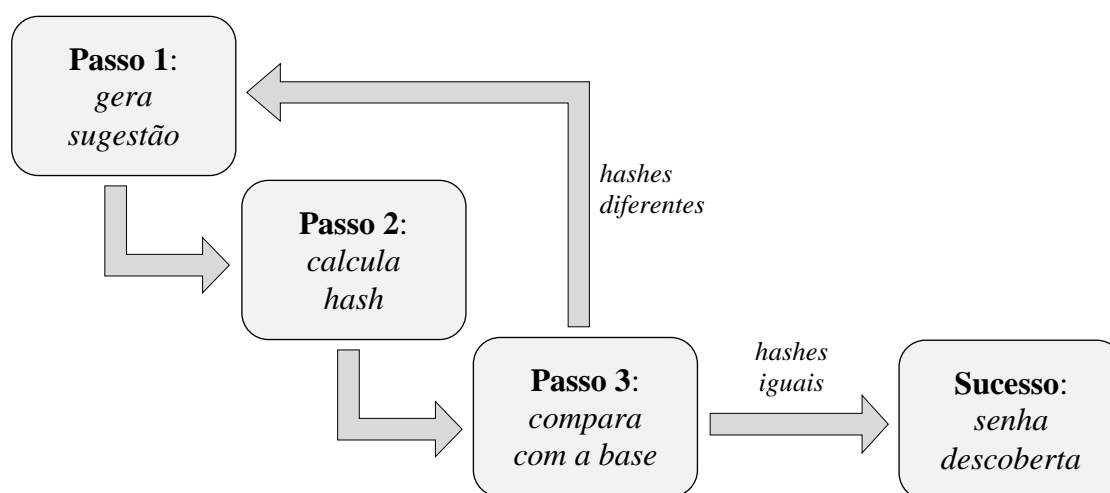 Passo 1:
gera
sugestão
hashes
diferentes
Passo 2:
calcula
hash
Passo 3:
compara
com a base
hashes
iguais
Sucesso:
senha
descoberta